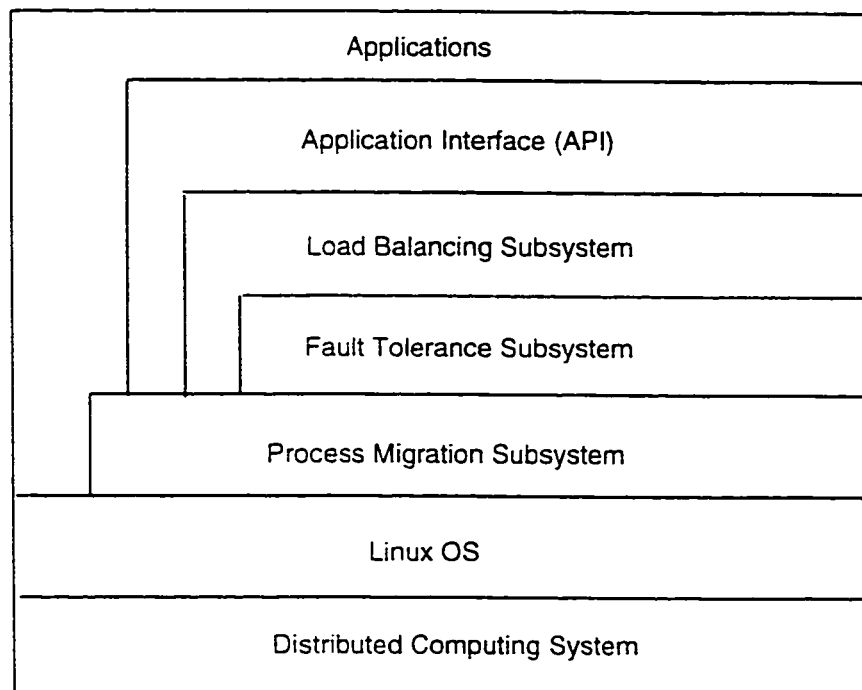 Applications
Application Interface (API)
Load Balancing Subsystem
Fault Tolerance Subsystem
Process Migration Subsystem
Linux OS
Distributed Computing System